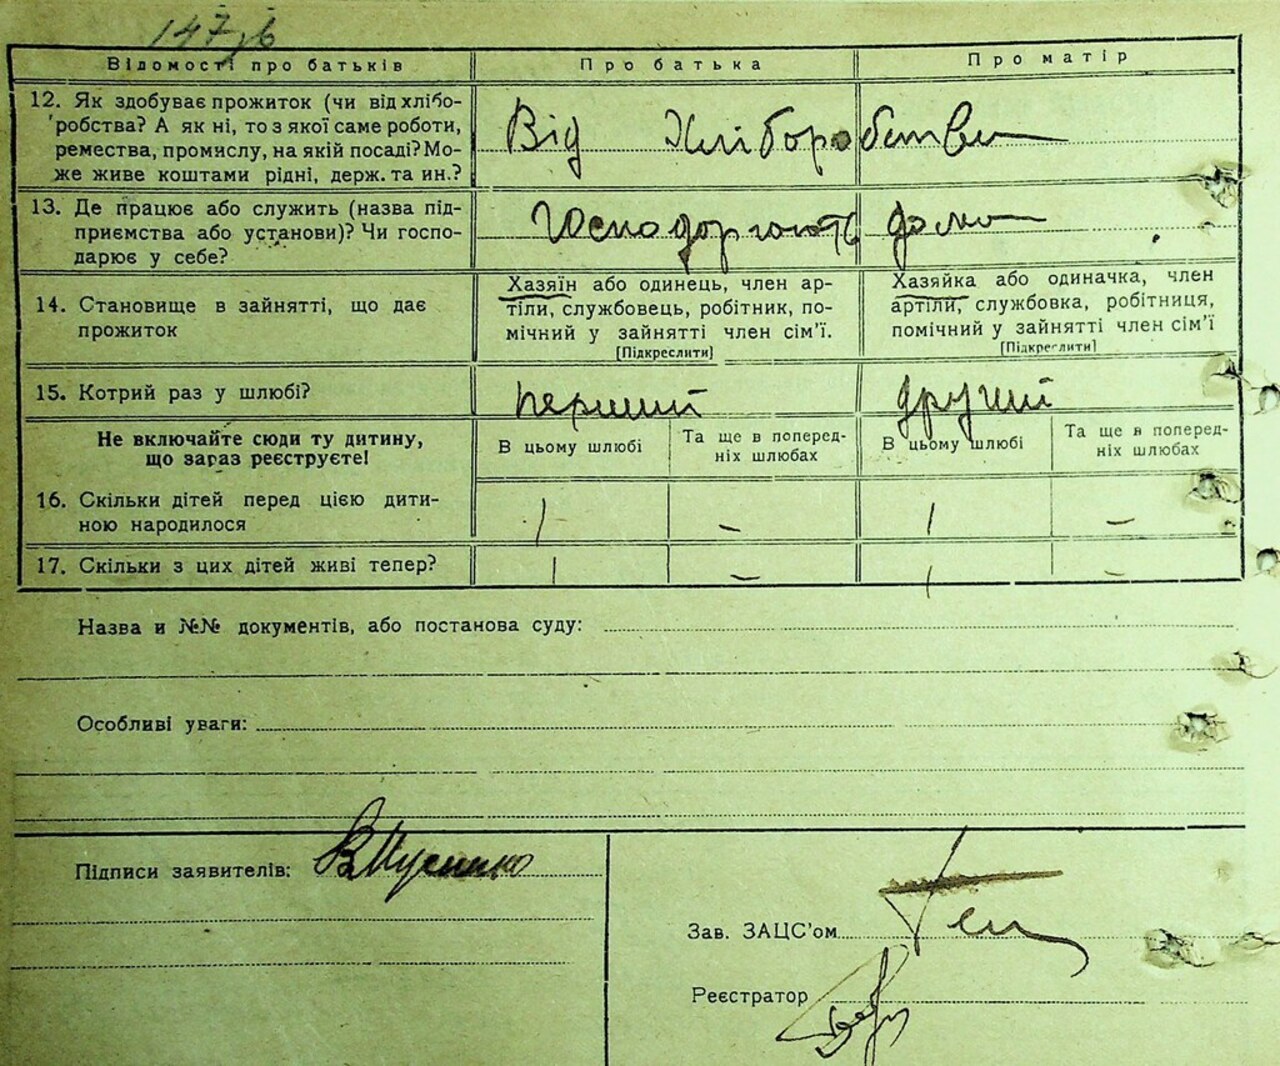 147зв
Відомості про батьків Про батька Про матір
12. Як здобуває прожиток (чи від хлібо-
робства? А як ні, то з якої саме роботи,
ремества, промислу, на якій посаді? Мо-
же живе коштами рідні, держ. та ин.?
Від Хліборобства
13. Де працює або служить (назва під-
приємства або установи)? Чи госпо-
дарює у себе?
Господорюють дома
14. Становище в зайнятті, що дає
прожиток
Хазяїн або одинець, член ар-
тіли, службовець, робітник, по-
мічний у зайнятті член сім'ї.
[Підкреслити]
Хазяйка або одиначка, член
артіли, службовка, робітниця,
помічний у зайнятті член сім'ї
[Підкреслити]
15. Котрий раз у шлюбі? перший другий
Не включайте сюди ту дитину,
що зараз реєструєте!
В цьому шлюбі
Та ще в поперед-
ніх шлюбах
В цьому шлюбі
Та ще в поперед-
ніх шлюбах
16. Скільки дітей перед цією дити-
ною народилося
1 – 1 –
17. Скільки з цих дітей живі тепер? 1 – 1 –
Назва и №№ документів, або постанова суду:
Особливі уваги:
Підписи заявителів:
Зав. ЗАЦС'ом
Реєстратор